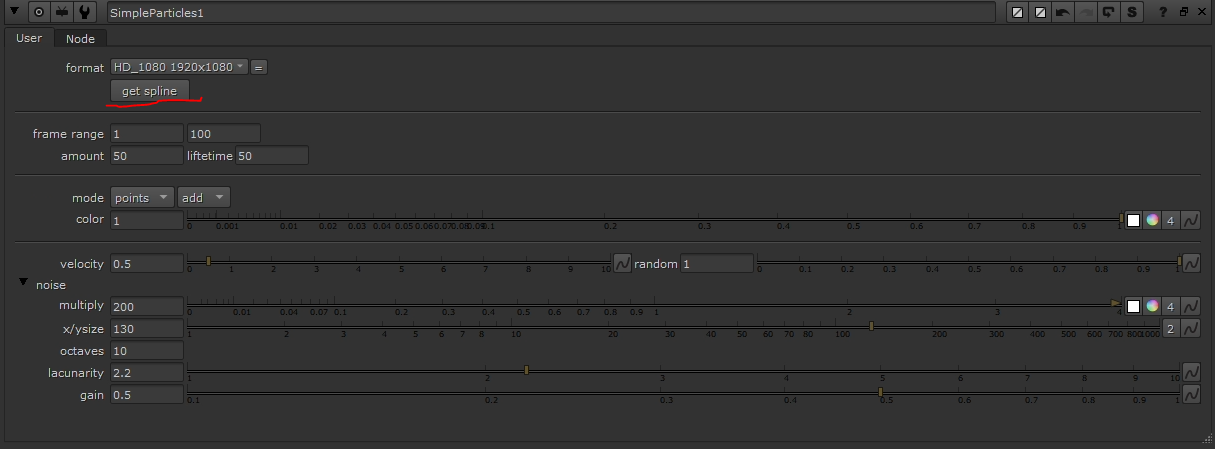 SimpleParticles1 S ?
User Node
format HD_1080 1920x1080 =
get spline
frame range 1 100
amount 50 liftetime 50
mode points add
color 1 4
0 0.001 0.01 0.02 0.03 0.04 0.05 0.06 0.07 0.08 0.09 0.1 0.2 0.3 0.4 0.5 0.6 0.7 0.8 0.9 1
velocity 0.5 random 1
0 1 2 3 4 5 6 7 8 9 10 0 0.1 0.2 0.3 0.4 0.5 0.6 0.7 0.8 0.9 1
noise
multiply 200 4
0 0.01 0.04 0.07 0.1 0.2 0.3 0.4 0.5 0.6 0.7 0.8 0.9 1 2 3 4
x/ysize 130 2
1 2 3 4 5 6 7 8 10 20 30 40 50 60 70 80 100 200 300 400 500 600 700 800 1000
octaves 10
lacunarity 2.2
1 2 3 4 5 6 7 8 9 10
gain 0.5
0.1 0.2 0.3 0.4 0.5 0.6 0.7 0.8 0.9 1